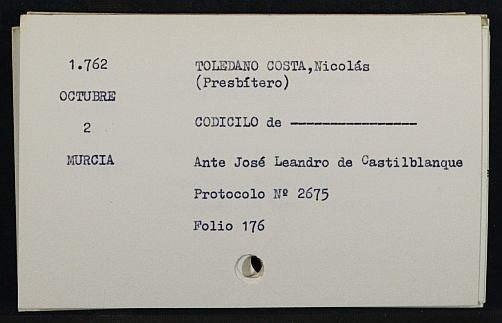 1.762
OCTUBRE
2
MURCIA
TOLEDANO COSTA,Nicolás
(Presbítero)
CODICILO de ----------------
Ante José Leandro de Castilblanque
Protocolo Nº 2675
Folio 176